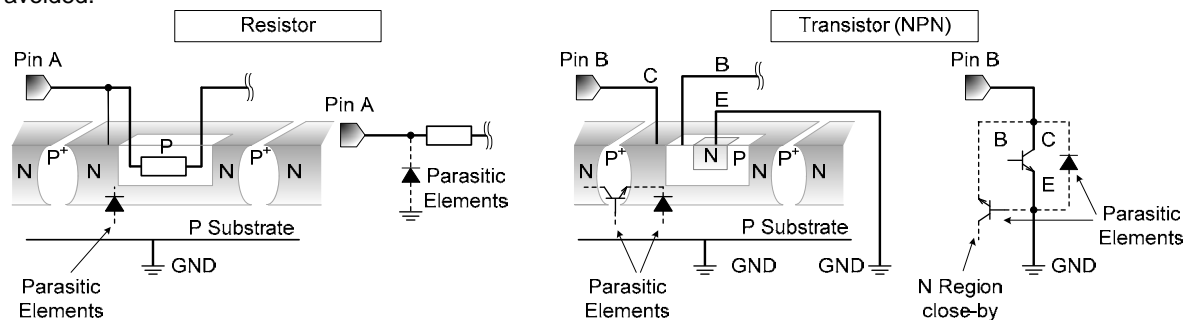 avoided.
Resistor
Transistor (NPN)
Pin A
Pin A
N
P+
N
P
N
P+
N
Parasitic
Elements
P Substrate
GND
Parasitic
Elements
Pin B
C
B
E
Pin B
N
P+
N
N
P
N
P+
N
B
C
E
P Substrate
GND
GND
Parasitic
Elements
Parasitic
Elements
GND
N Region
close-by